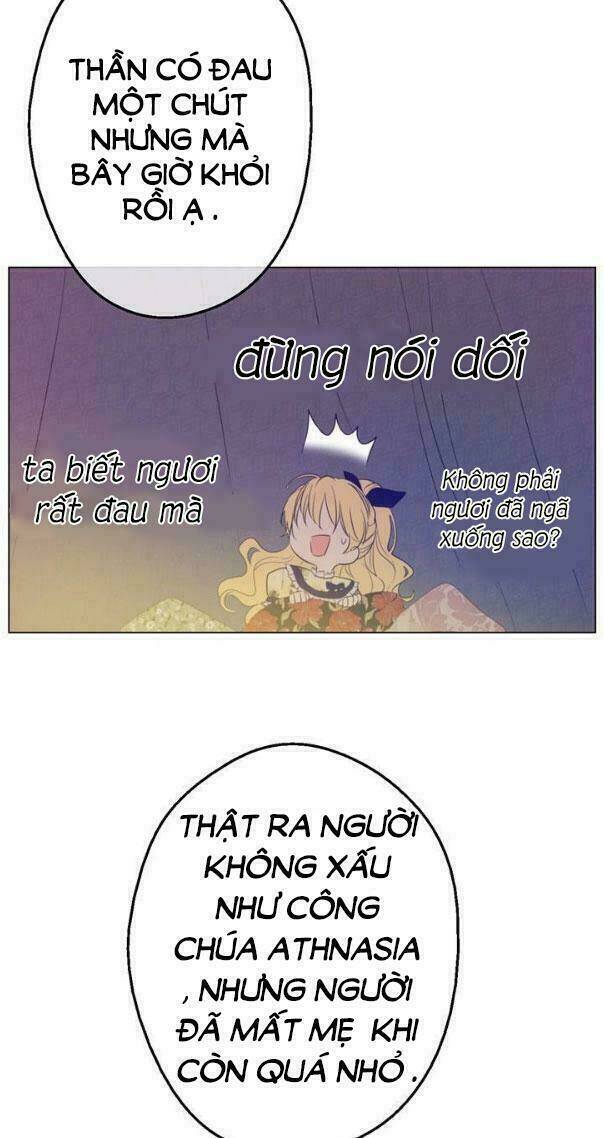 THẦN CÓ ĐAU
MỘT CHÚT
NHƯNG MÀ
BÂY GIỜ KHỎI
RỒI Ạ .
đừng nói dối
ta biết ngươi
rất đau mà
Không phải
ngươi đã ngã
xuống sao?
THẬT RA NGƯỜI
KHÔNG XẤU
NHƯ CÔNG
CHÚA ATHNASIA
, NHƯNG NGƯỜI
ĐÃ MẤT MẸ KHI
CÒN QUÁ NHỎ .